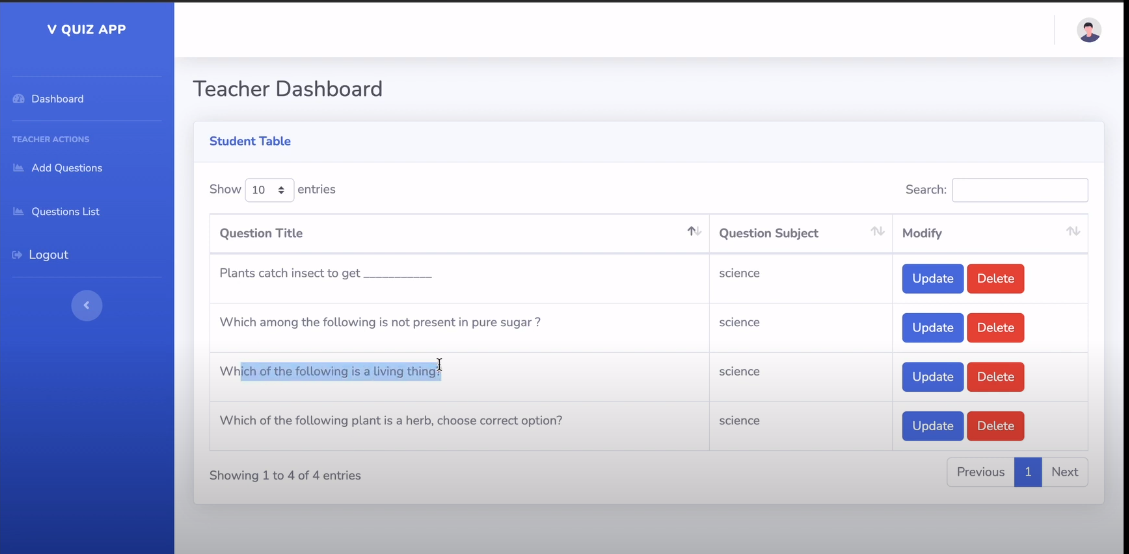 V QUIZ APP
Dashboard
TEACHER ACTIONS
Add Questions
Questions List
Logout
Teacher Dashboard
Student Table
Show 10 entries
Search:
Question Title Question Subject Modify
Plants catch insect to get ___________ science Update Delete
Which among the following is not present in pure sugar ? science Update Delete
Which of the following is a living thing? science Update Delete
Which of the following plant is a herb, choose correct option? science Update Delete
Showing 1 to 4 of 4 entries
Previous 1 Next